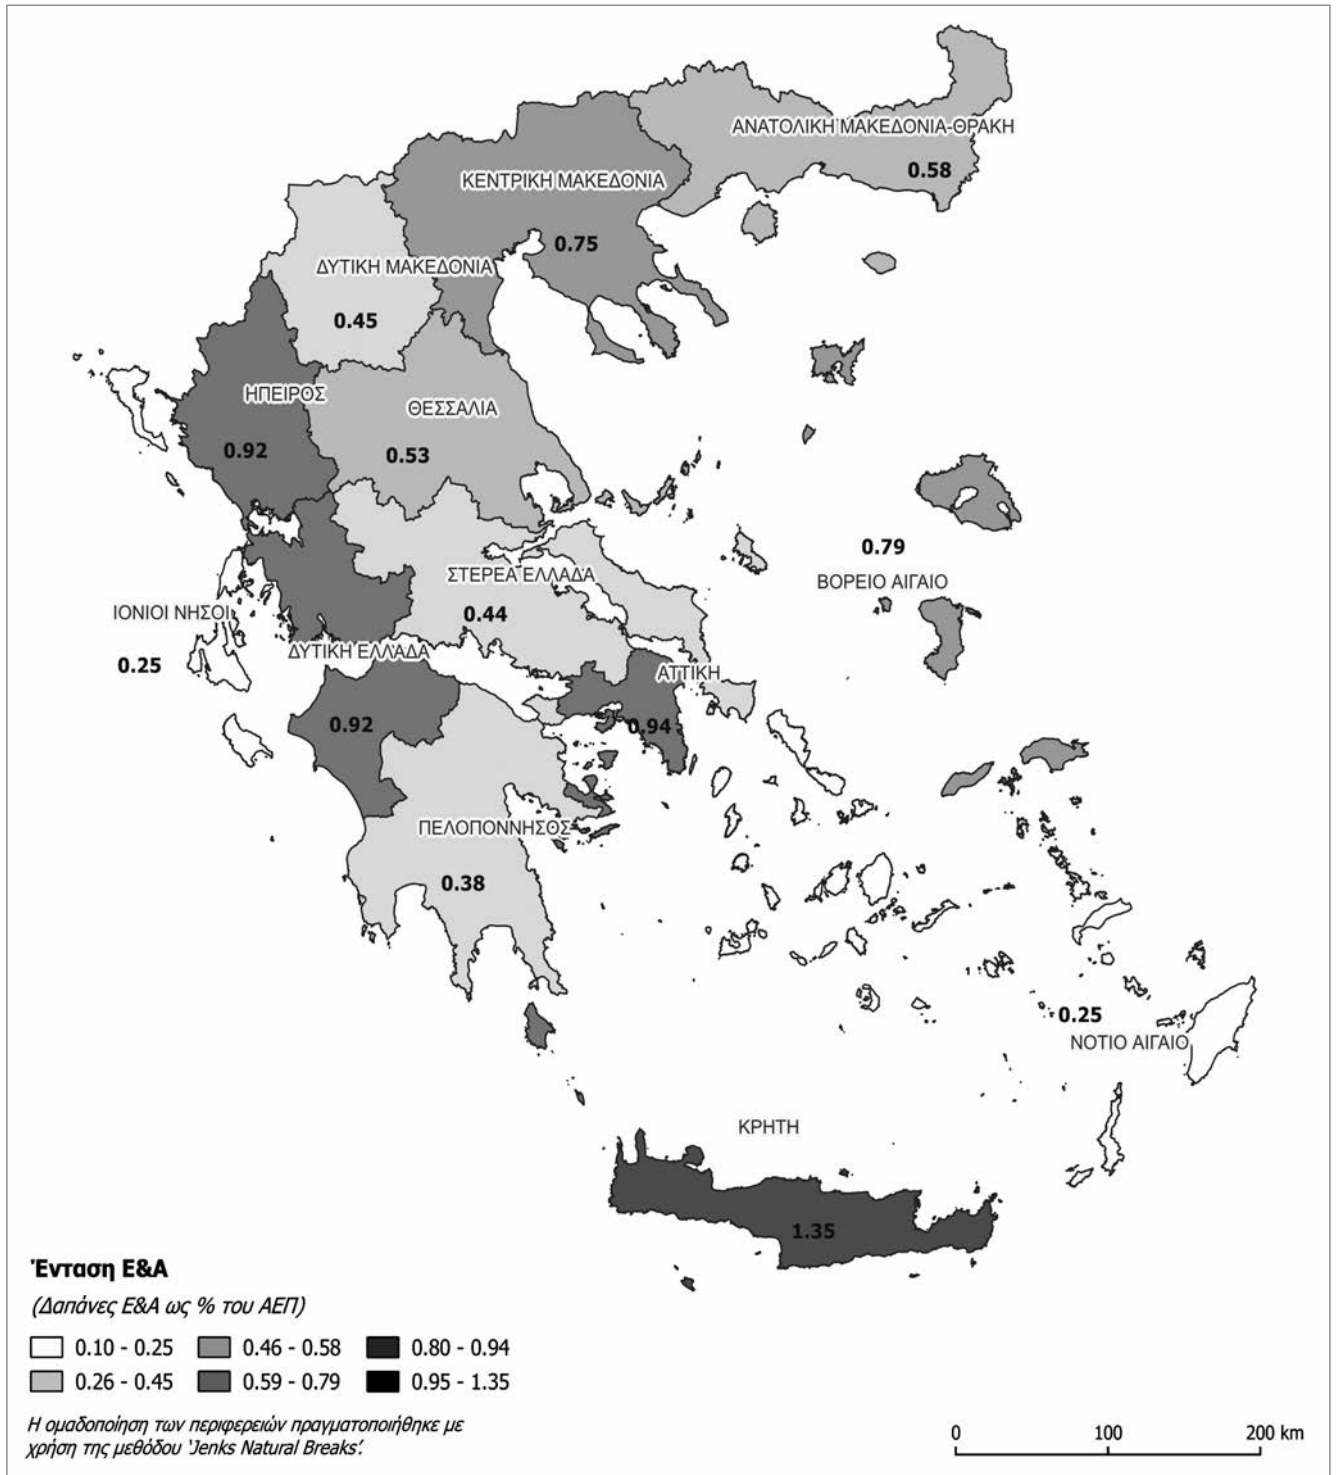 ΑΝΑΤΟΛΙΚΗ ΜΑΚΕΔΟΝΙΑ-ΘΡΑΚΗ
0.58
ΚΕΝΤΡΙΚΗ ΜΑΚΕΔΟΝΙΑ
0.75
ΔΥΤΙΚΗ ΜΑΚΕΔΟΝΙΑ
0.45
ΗΠΕΙΡΟΣ
0.92
ΘΕΣΣΑΛΙΑ
0.53
0.79
ΒΟΡΕΙΟ ΑΙΓΑΙΟ
ΣΤΕΡΕΑ ΕΛΛΑΔΑ
0.44
ΙΟΝΙΟΙ ΝΗΣΟΙ
0.25
ΔΥΤΙΚΗ ΕΛΛΑΔΑ
0.92
ΑΤΤΙΚΗ
0.94
ΠΕΛΟΠΟΝΝΗΣΟΣ
0.38
0.25
ΝΟΤΙΟ ΑΙΓΑΙΟ
ΚΡΗΤΗ
1.35
Ένταση Ε&Α
(Δαπάνες Ε&Α ως % του ΑΕΠ)
0.10 - 0.25
0.46 - 0.58
0.80 - 0.94
0.26 - 0.45
0.59 - 0.79
0.95 - 1.35
Η ομαδοποίηση των περιφερειών πραγματοποιήθηκε με
χρήση της μεθόδου 'Jenks Natural Breaks'.
0 100 200 km